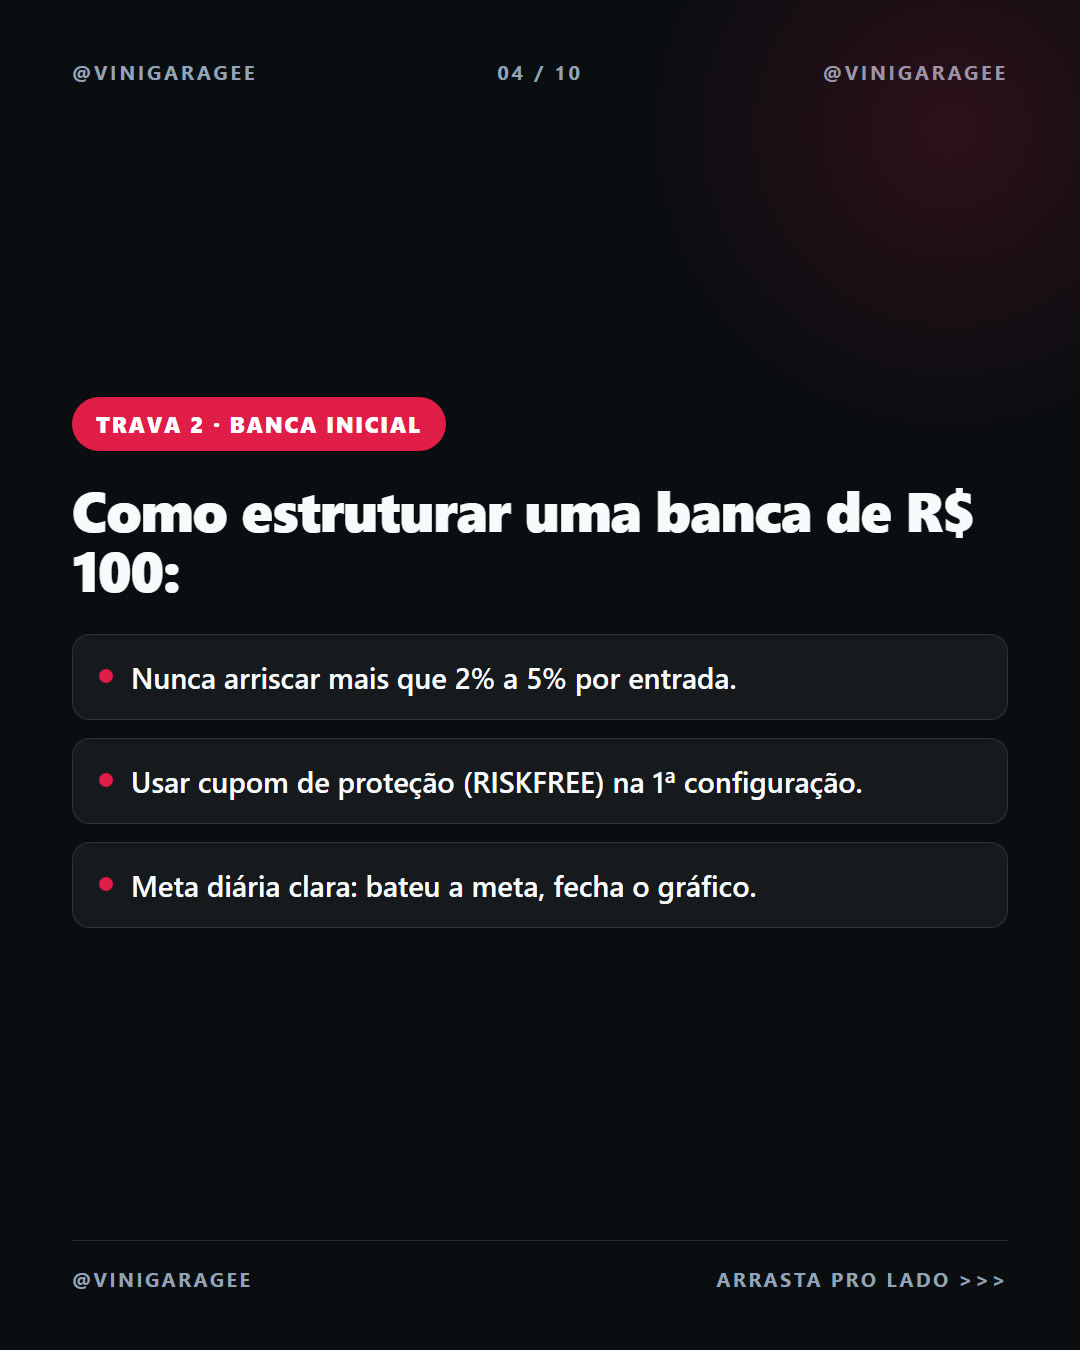 @VINIGARAGEE
04 / 10
@VINIGARAGEE
TRAVA 2 · BANCA INICIAL
Como estruturar uma banca de R$
100:
Nunca arriscar mais que 2% a 5% por entrada.
Usar cupom de proteção (RISKFREE) na 1ª configuração.
Meta diária clara: bateu a meta, fecha o gráfico.
@VINIGARAGEE
ARRASTA PRO LADO >>>